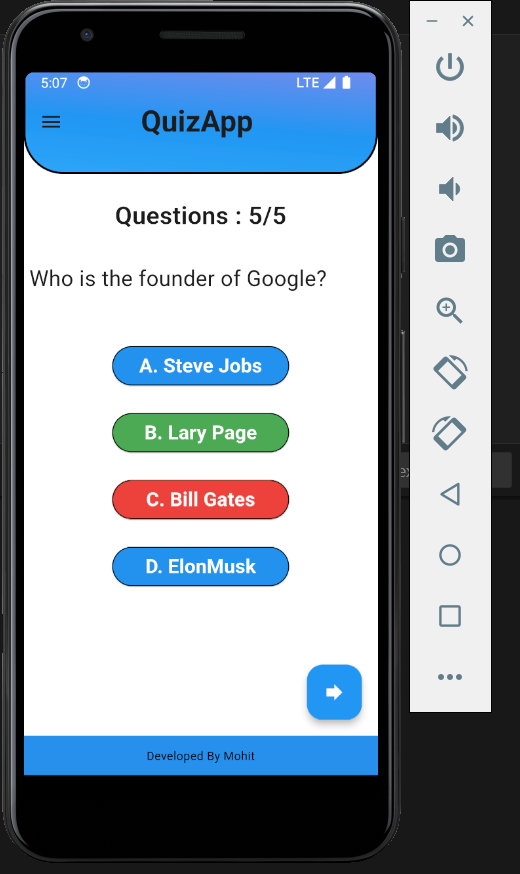 5:07 LTE
QuizApp
Questions : 5/5
Who is the founder of Google?
A. Steve Jobs
B. Lary Page
C. Bill Gates
D. ElonMusk
Developed By Mohit